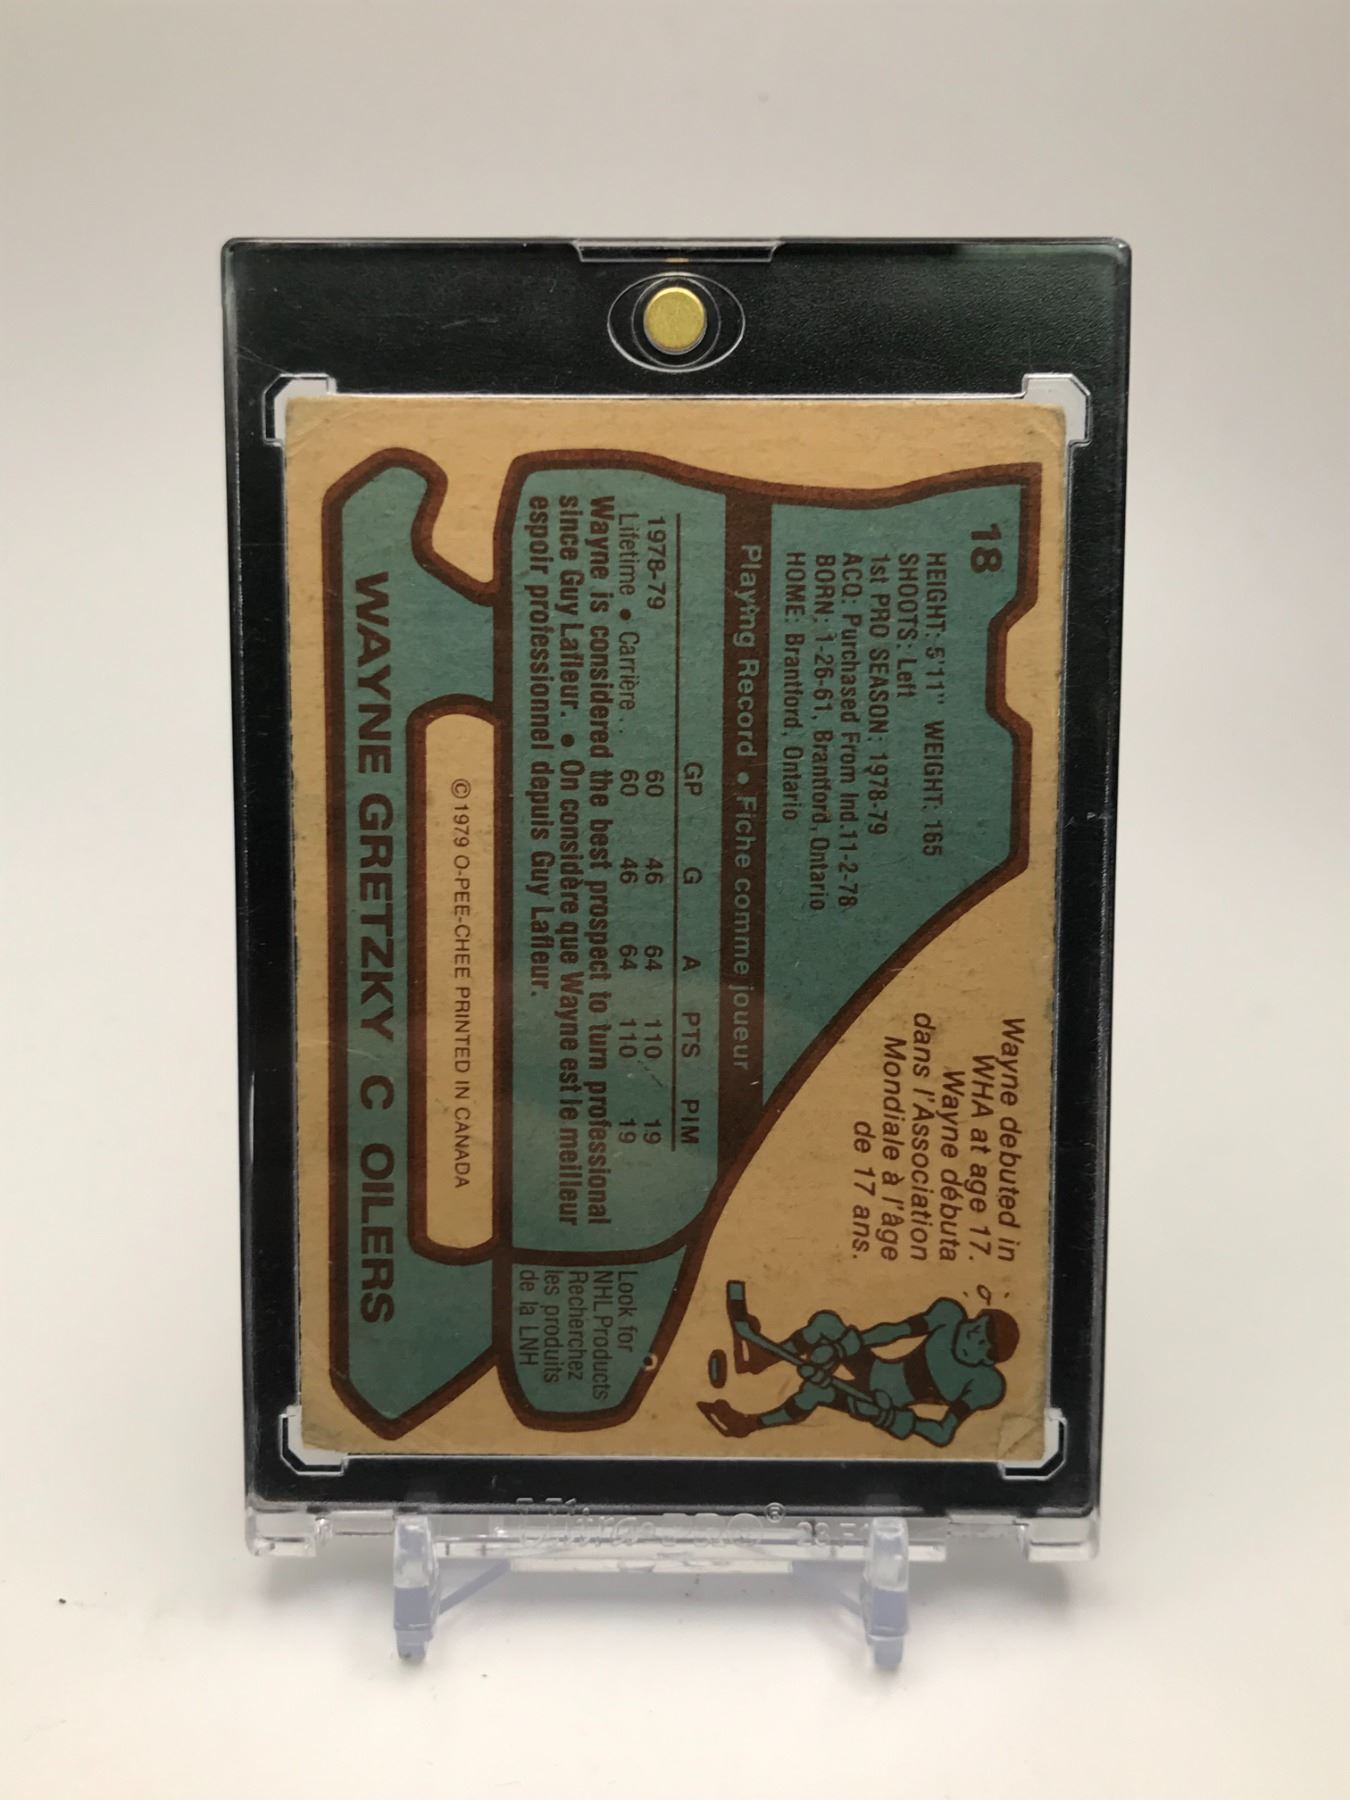 18
HEIGHT: 5'11" WEIGHT: 165
SHOOTS: Left
1st PRO SEASON: 1978-79
ACQ: Purchased From Ind. 11-2-78
BORN: 1-26-61, Brantford, Ontario
HOME: Brantford, Ontario
Wayne debuted in
WHA at age 17.
Wayne débuta
dans l'Association
Mondiale à l'âge
de 17 ans.
Playing Record • Fiche comme joueur
GP G A PTS PIM
1978-79 60 46 64 110 19
Lifetime • Carrière . . 60 46 64 110 19
Wayne is considered the best prospect to turn professional
since Guy Lafleur. • On considère que Wayne est le meilleur
espoir professionnel depuis Guy Lafleur.
Look for
NHL Products
Recherchez
les produits
de la LNH
© 1979 O-PEE-CHEE PRINTED IN CANADA
WAYNE GRETZKY C OILERS
Ultra PRO®